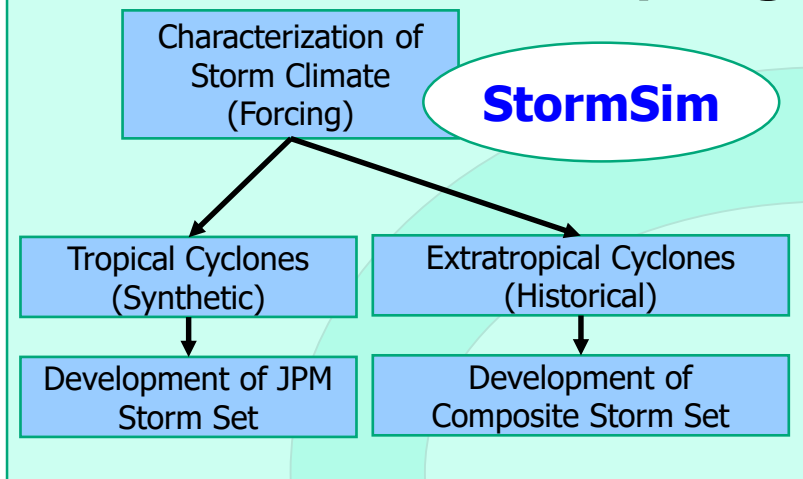 Characterization of
Storm Climate
(Forcing)
StormSim
Tropical Cyclones
(Synthetic)
Extratropical Cyclones
(Historical)
Development of JPM
Storm Set
Development of
Composite Storm Set